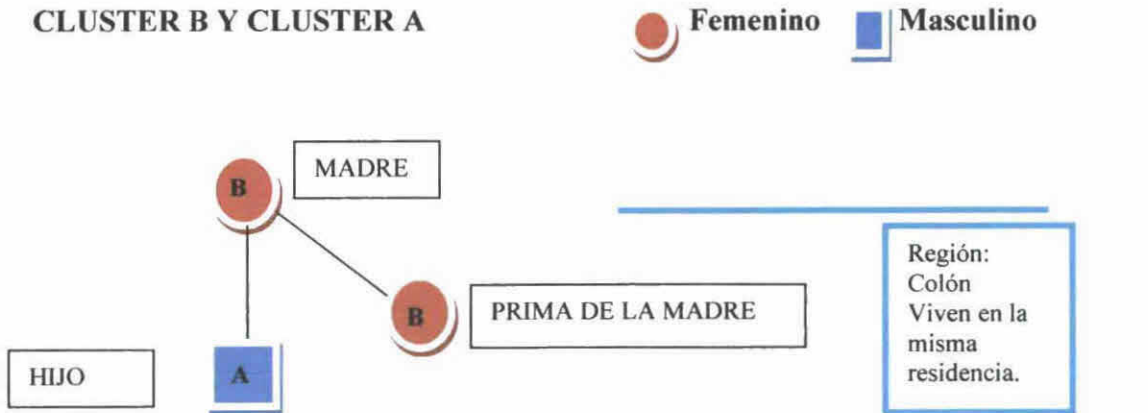 CLUSTER B Y CLUSTER A
Femenino
Masculino
MADRE
B
B
PRIMA DE LA MADRE
HIJO
A
Región:
Colón
Viven en la
misma
residencia.